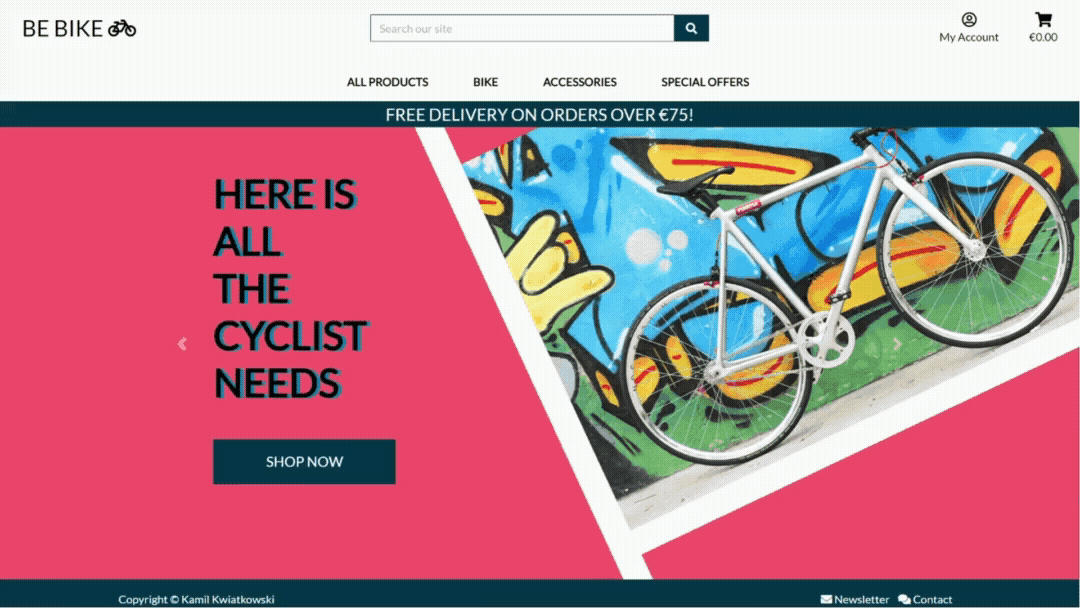 BE BIKE
Search our site
My Account
€0.00
ALL PRODUCTS
BIKE
ACCESSORIES
SPECIAL OFFERS
FREE DELIVERY ON ORDERS OVER €75!
HERE IS
ALL
THE
CYCLIST
NEEDS
SHOP NOW
Copyright © Kamil Kwiatkowski
Newsletter
Contact